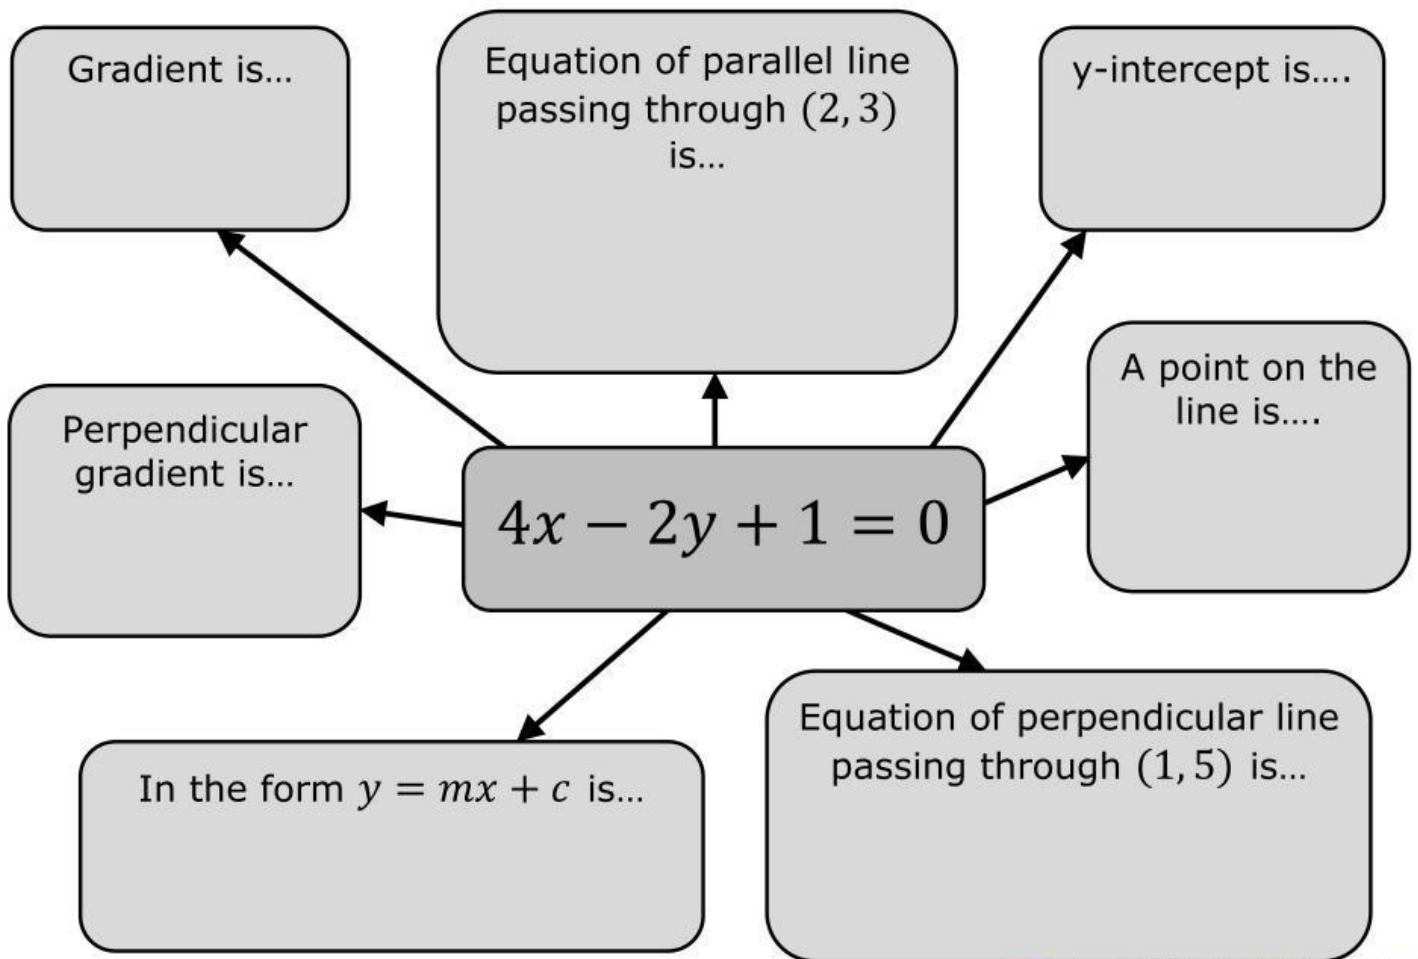 Gradient is...
Equation of parallel line
passing through (2, 3)
is...
y-intercept is....
A point on the
line is....
Perpendicular
gradient is...
4x − 2y + 1 = 0
In the form y = mx + c is...
Equation of perpendicular line
passing through (1, 5) is...